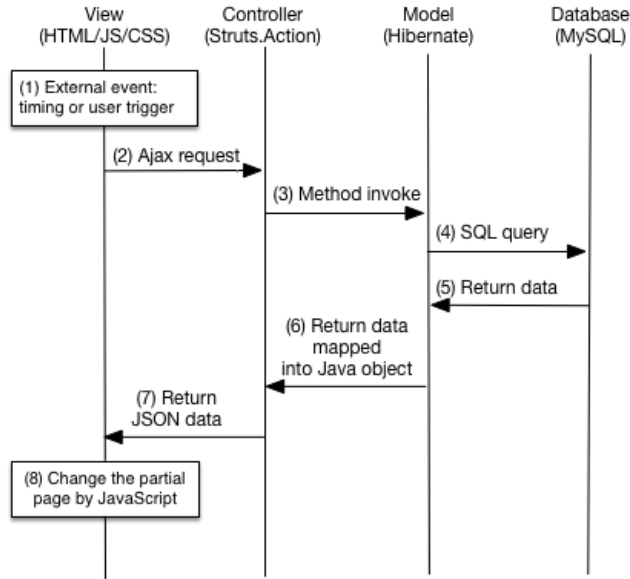 View
(HTML/JS/CSS)
Controller
(Struts.Action)
Model
(Hibernate)
Database
(MySQL)
(1) External event:
timing or user trigger
(2) Ajax request
(3) Method invoke
(4) SQL query
(5) Return data
(6) Return data
mapped
into Java object
(7) Return
JSON data
(8) Change the partial
page by JavaScript